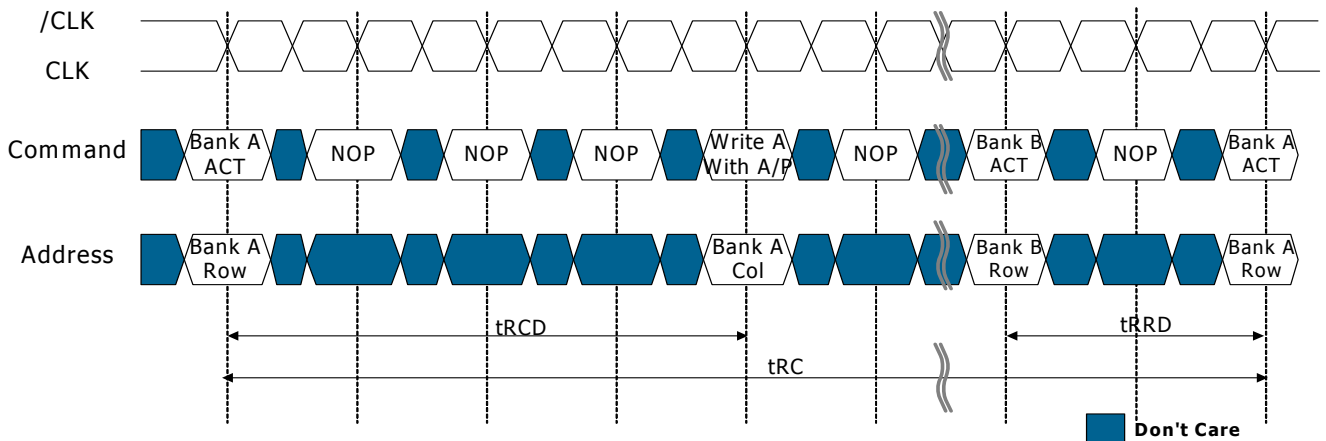 /CLK
CLK
Command
Bank A
ACT
NOP
NOP
NOP
Write A
With A/P
NOP
Bank B
ACT
NOP
Bank A
ACT
Address
Bank A
Row
Bank A
Col
Bank B
Row
Bank A
Row
tRCD
tRRD
tRC
Don't Care